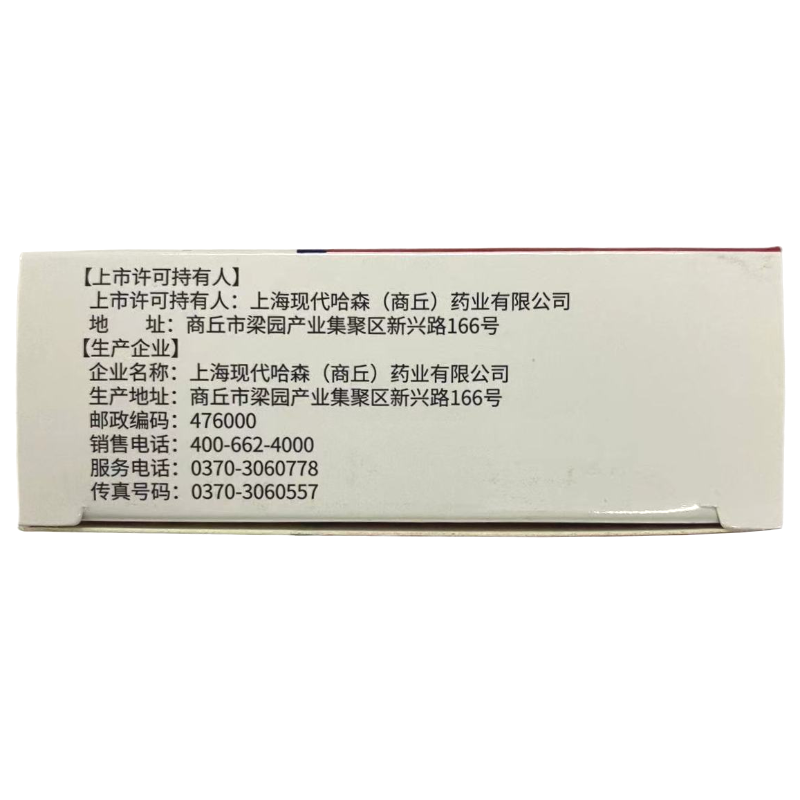 【上市许可持有人】
上市许可持有人：上海现代哈森（商丘）药业有限公司
地　址：商丘市梁园产业集聚区新兴路166号
【生产企业】
企业名称：上海现代哈森（商丘）药业有限公司
生产地址：商丘市梁园产业集聚区新兴路166号
邮政编码：476000
销售电话：400-662-4000
服务电话：0370-3060778
传真号码：0370-3060557